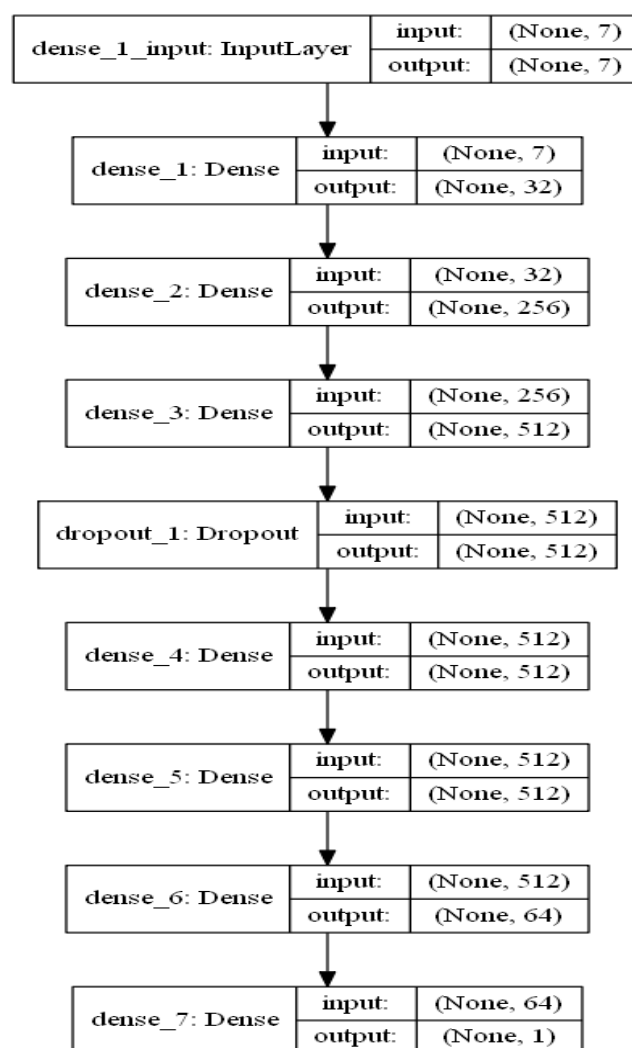 dense_1_input: InputLayer
input: (None, 7)
output: (None, 7)
dense_1: Dense
input: (None, 7)
output: (None, 32)
dense_2: Dense
input: (None, 32)
output: (None, 256)
dense_3: Dense
input: (None, 256)
output: (None, 512)
dropout_1: Dropout
input: (None, 512)
output: (None, 512)
dense_4: Dense
input: (None, 512)
output: (None, 512)
dense_5: Dense
input: (None, 512)
output: (None, 512)
dense_6: Dense
input: (None, 512)
output: (None, 64)
dense_7: Dense
input: (None, 64)
output: (None, 1)